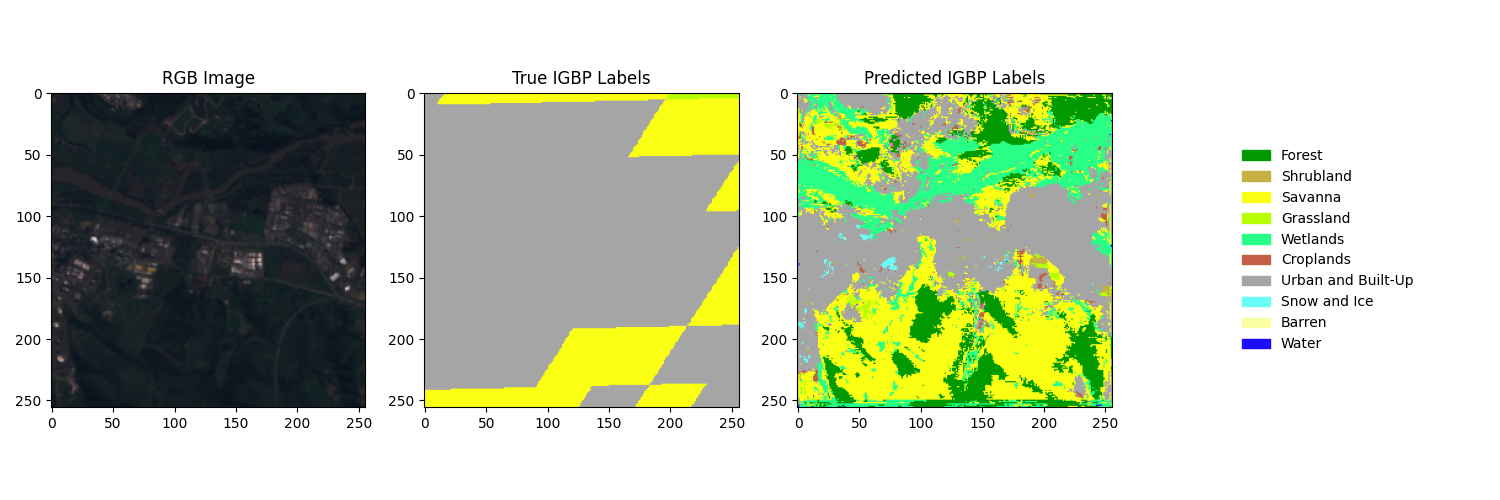 RGB Image
True IGBP Labels
Predicted IGBP Labels
0
50
100
150
200
250
0
50
100
150
200
250
0
50
100
150
200
250
0
50
100
150
200
250
0
50
100
150
200
250
0
50
100
150
200
250
Forest
Shrubland
Savanna
Grassland
Wetlands
Croplands
Urban and Built-Up
Snow and Ice
Barren
Water